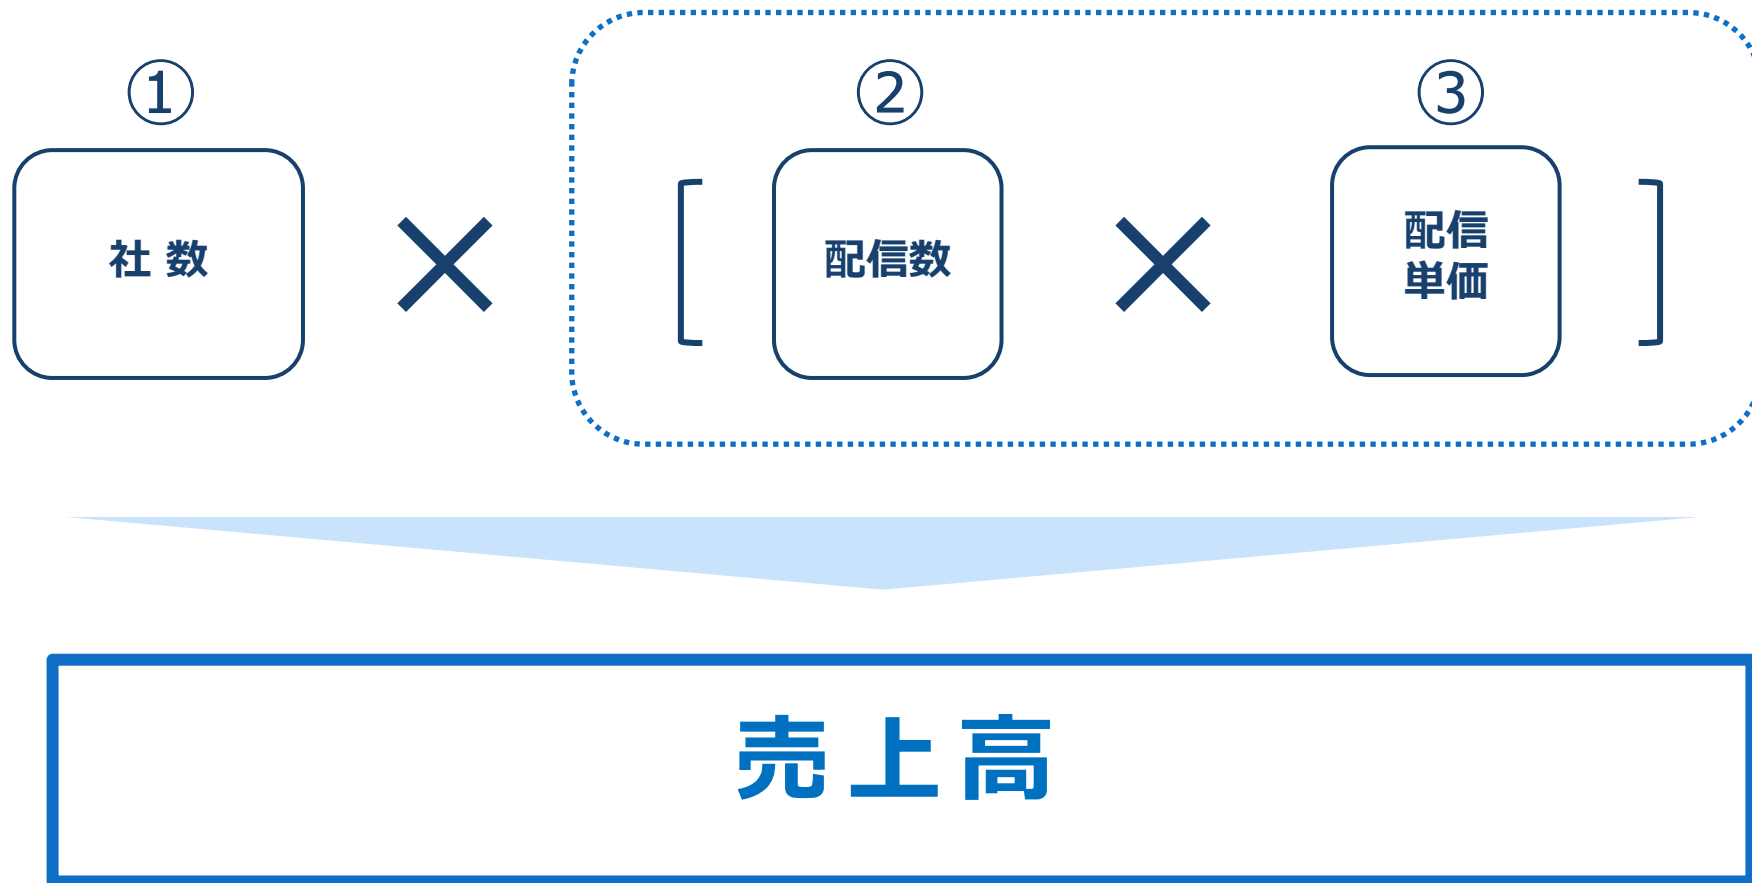 ①
②
③
社 数
×
[
配信数
×
配信
単価
]
売上高